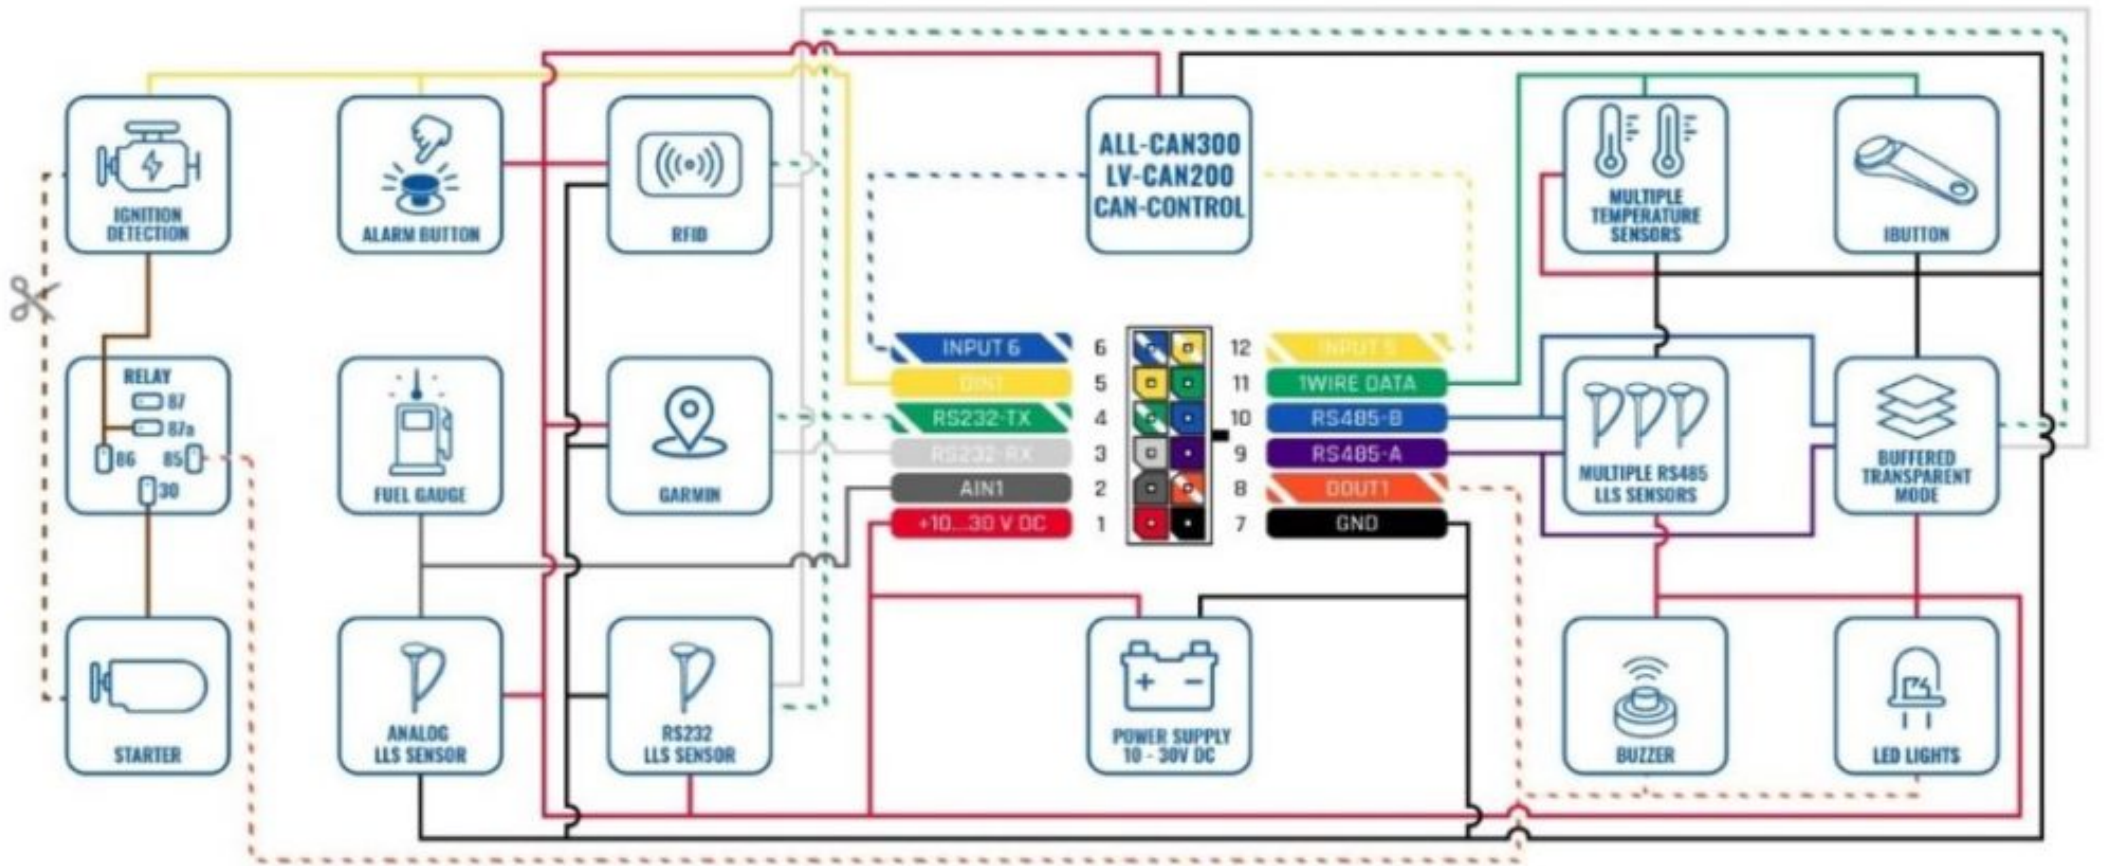 ALL-CAN300
LV-CAN200
CAN-CONTROL
IGNITION
DETECTION
ALARM BUTTON
RFID
MULTIPLE
TEMPERATURE
SENSORS
IBUTTON
INPUT 6
6
12
INPUT 5
DIN1
5
11
1WIRE DATA
RS232-TX
4
10
RS485-B
RS232-RX
3
9
RS485-A
AIN1
2
8
DOUT1
+10...30 V DC
1
7
GND
RELAY
87
87a
86
85
30
FUEL GAUGE
GARMIN
MULTIPLE RS485
LLS SENSORS
BUFFERED
TRANSPARENT
MODE
STARTER
ANALOG
LLS SENSOR
RS232
LLS SENSOR
POWER SUPPLY
10 - 30V DC
BUZZER
LED LIGHTS